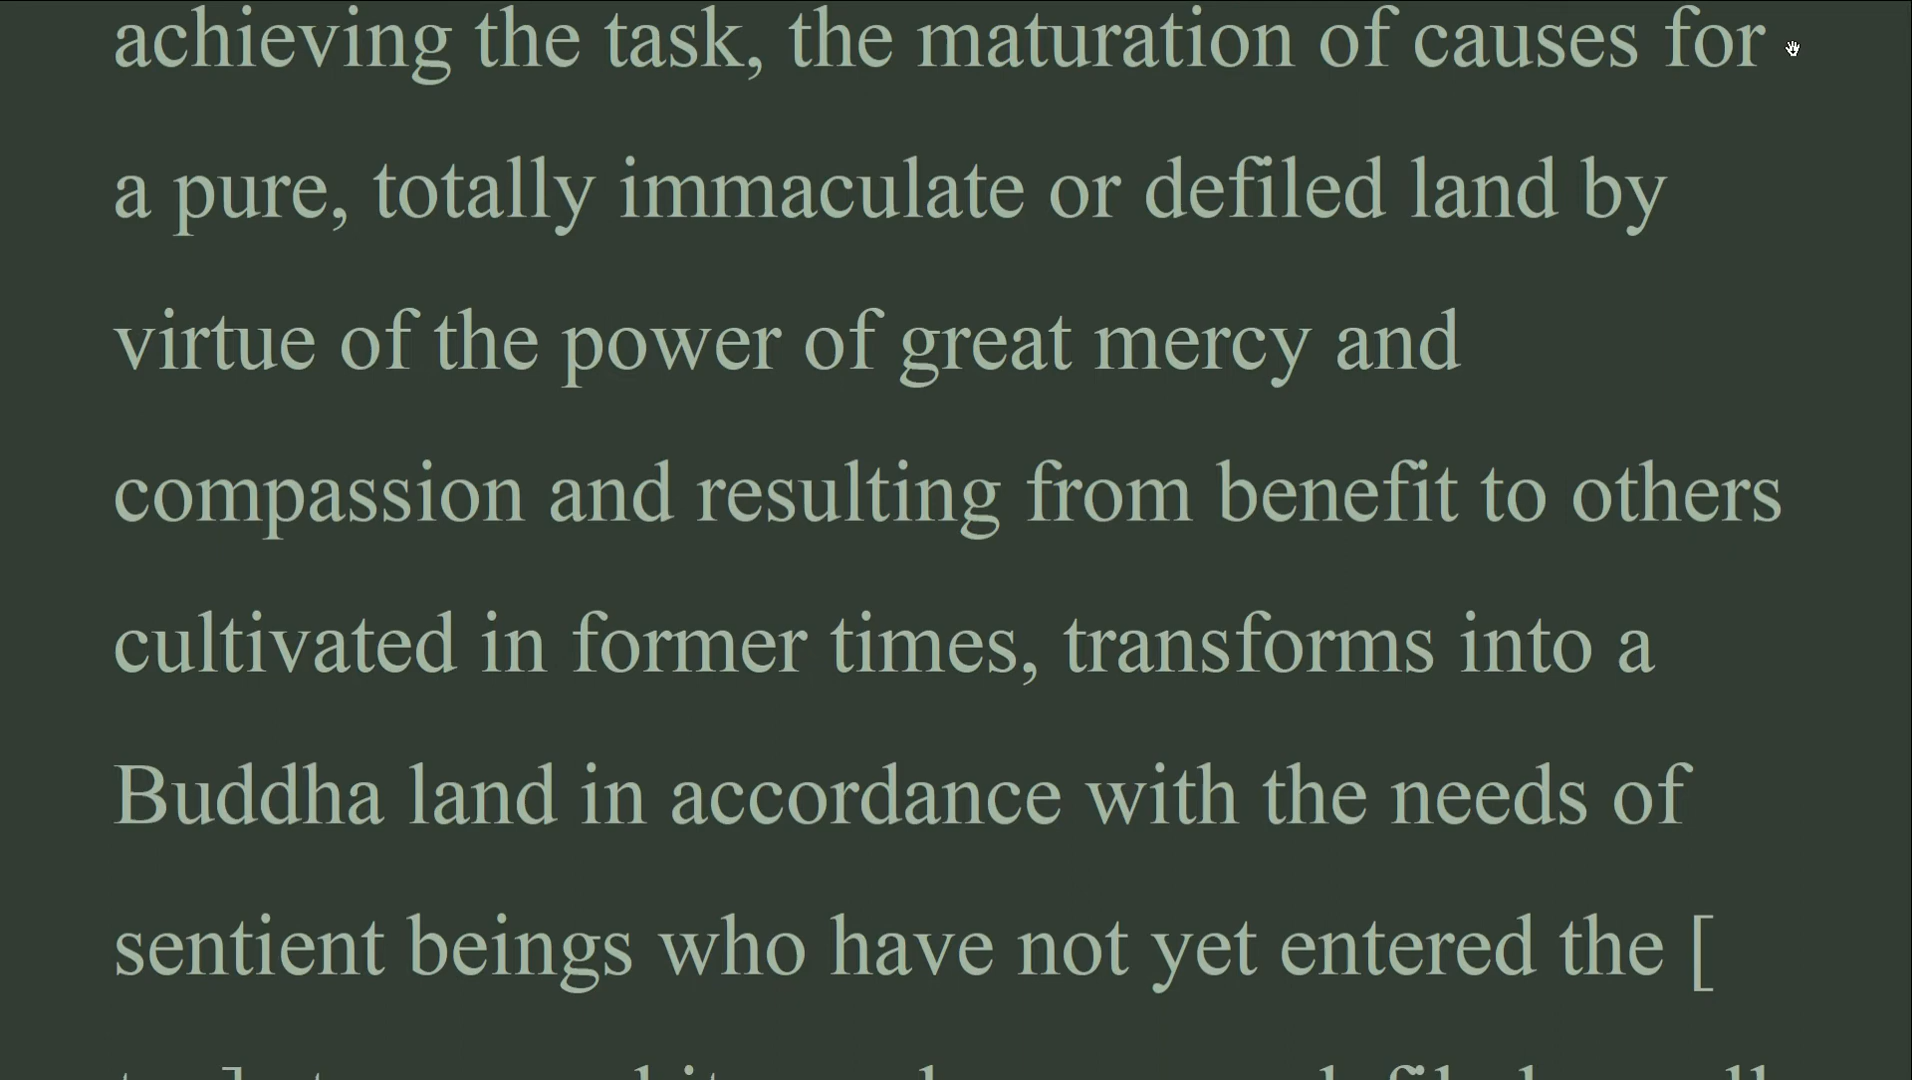 achieving the task, the maturation of causes for
a pure, totally immaculate or defiled land by
virtue of the power of great mercy and
compassion and resulting from benefit to others
cultivated in former times, transforms into a
Buddha land in accordance with the needs of
sentient beings who have not yet entered the [